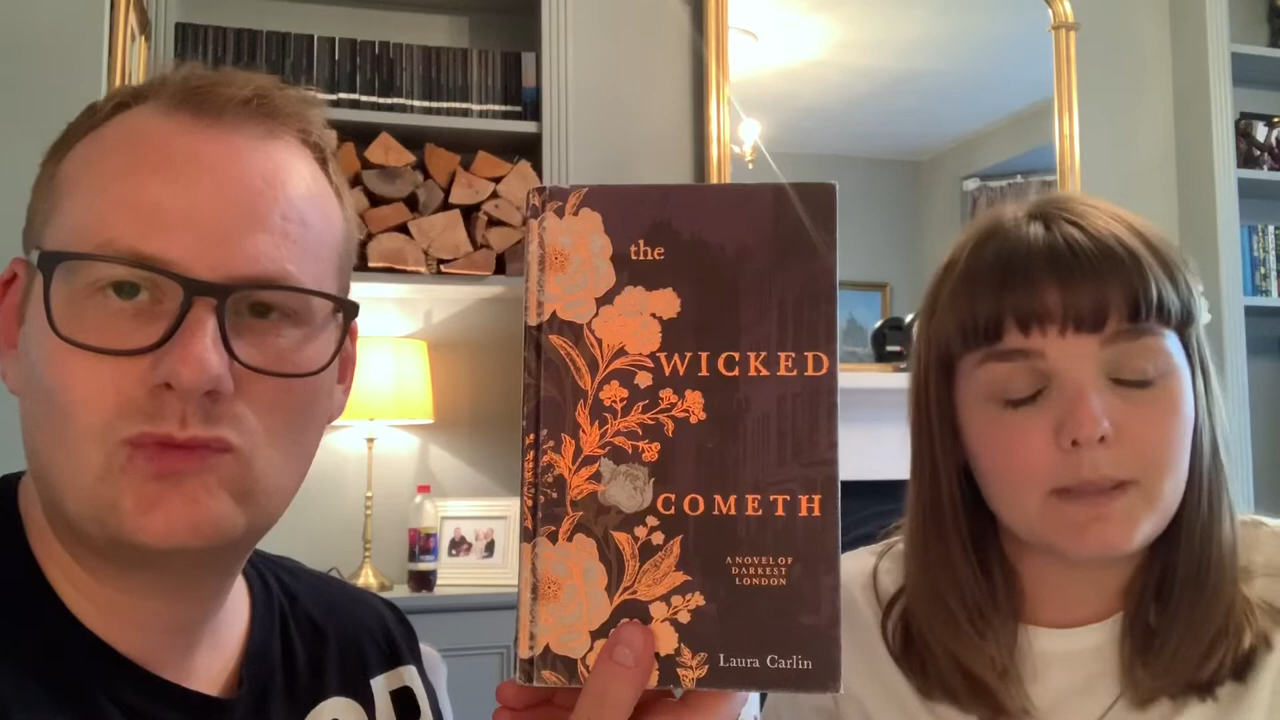 the
WICKED
COMETH
A NOVEL OF
DARKEST
LONDON
Laura Carlin